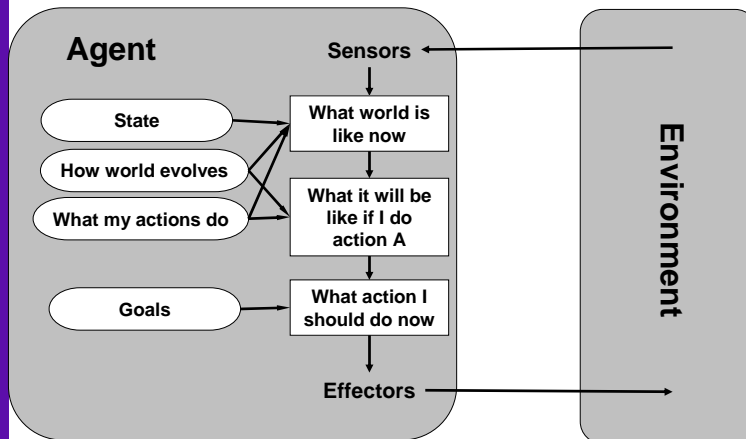 Agent
Sensors
State
What world is
like now
How world evolves
What my actions do
What it will be
like if I do
action A
Goals
What action I
should do now
Effectors
Environment